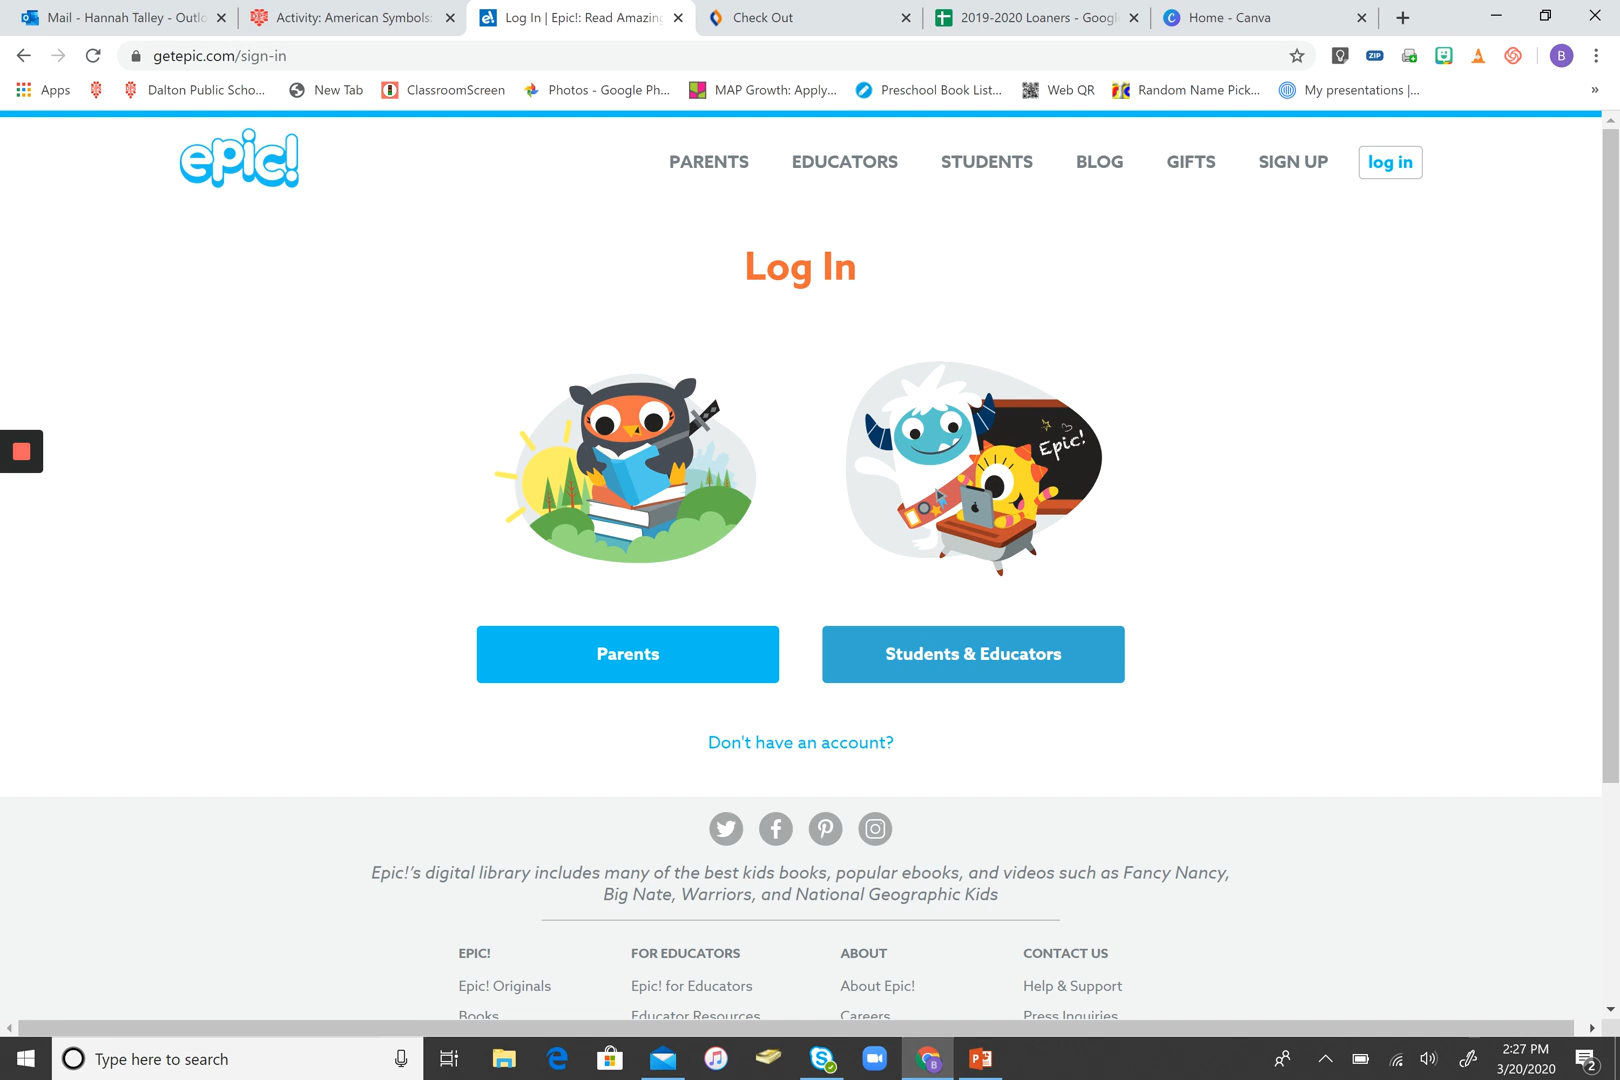 Mail - Hannah Talley - Outlo
Activity: American Symbols:
Log In | Epic!: Read Amazing
Check Out
2019-2020 Loaners - Googl
Home - Canva
getepic.com/sign-in
ZIP
B
Apps
Dalton Public Scho...
New Tab
ClassroomScreen
Photos - Google Ph...
MAP Growth: Apply...
Preschool Book List...
Web QR
Random Name Pick...
My presentations |...
»
epic!
PARENTS
EDUCATORS
STUDENTS
BLOG
GIFTS
SIGN UP
log in
Log In
Epic!
Parents
Students & Educators
Don't have an account?
Epic!’s digital library includes many of the best kids books, popular ebooks, and videos such as Fancy Nancy,
Big Nate, Warriors, and National Geographic Kids
EPIC!
FOR EDUCATORS
ABOUT
CONTACT US
Epic! Originals
Epic! for Educators
About Epic!
Help & Support
Books
Educator Resources
Careers
Press Inquiries
Type here to search
2:27 PM
3/20/2020
2